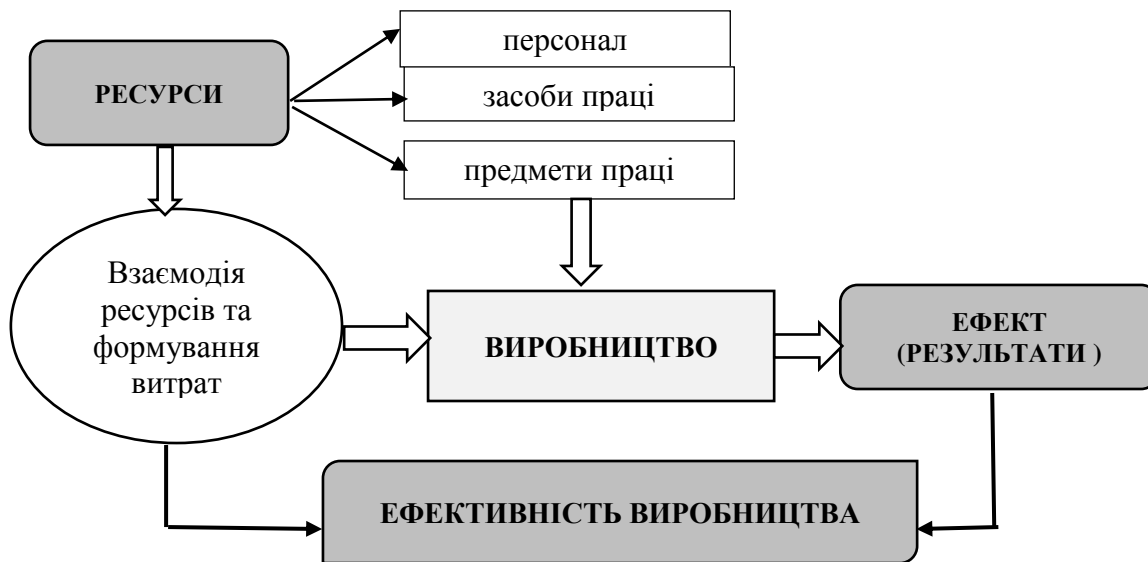 персонал
РЕСУРСИ
засоби праці
предмети праці
Взаємодія
ресурсів та
формування
витрат
ВИРОБНИЦТВО
ЕФЕКТ
(РЕЗУЛЬТАТИ )
ЕФЕКТИВНІСТЬ ВИРОБНИЦТВА